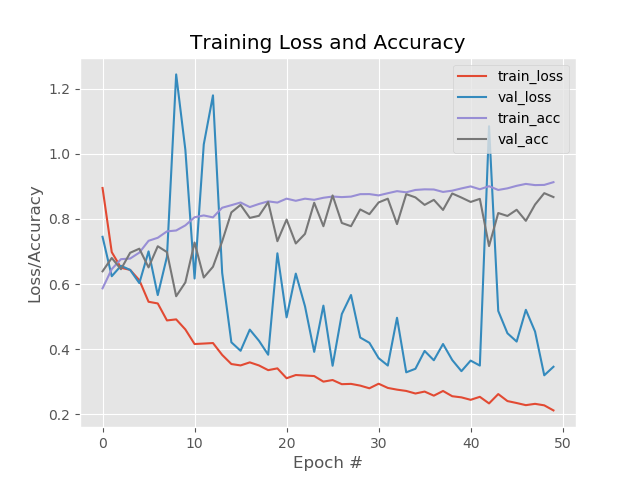 Training Loss and Accuracy
train_loss
val_loss
train_acc
val_acc
Loss/Accuracy
1.2
1.0
0.8
0.6
0.4
0.2
0 10 20 30 40 50
Epoch #